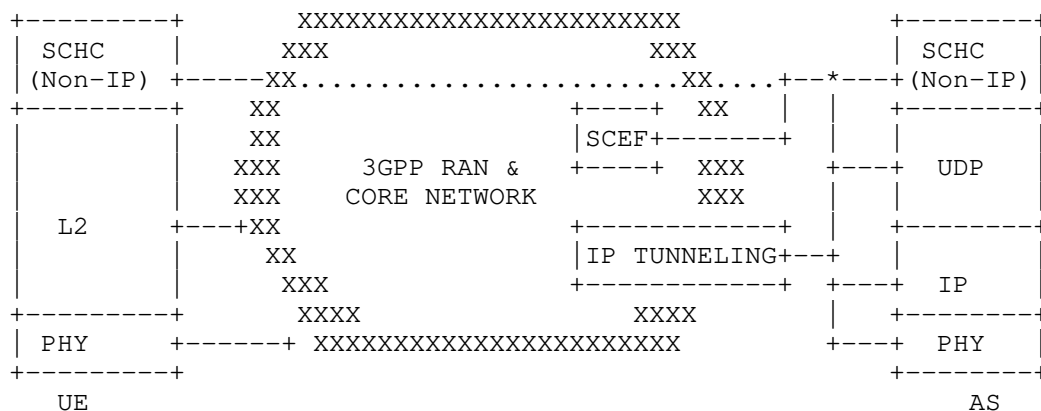 SCHC SCHC
(Non-IP) (Non-IP)
SCEF
3GPP RAN & UDP
CORE NETWORK
L2
IP TUNNELING
IP
PHY PHY
UE AS